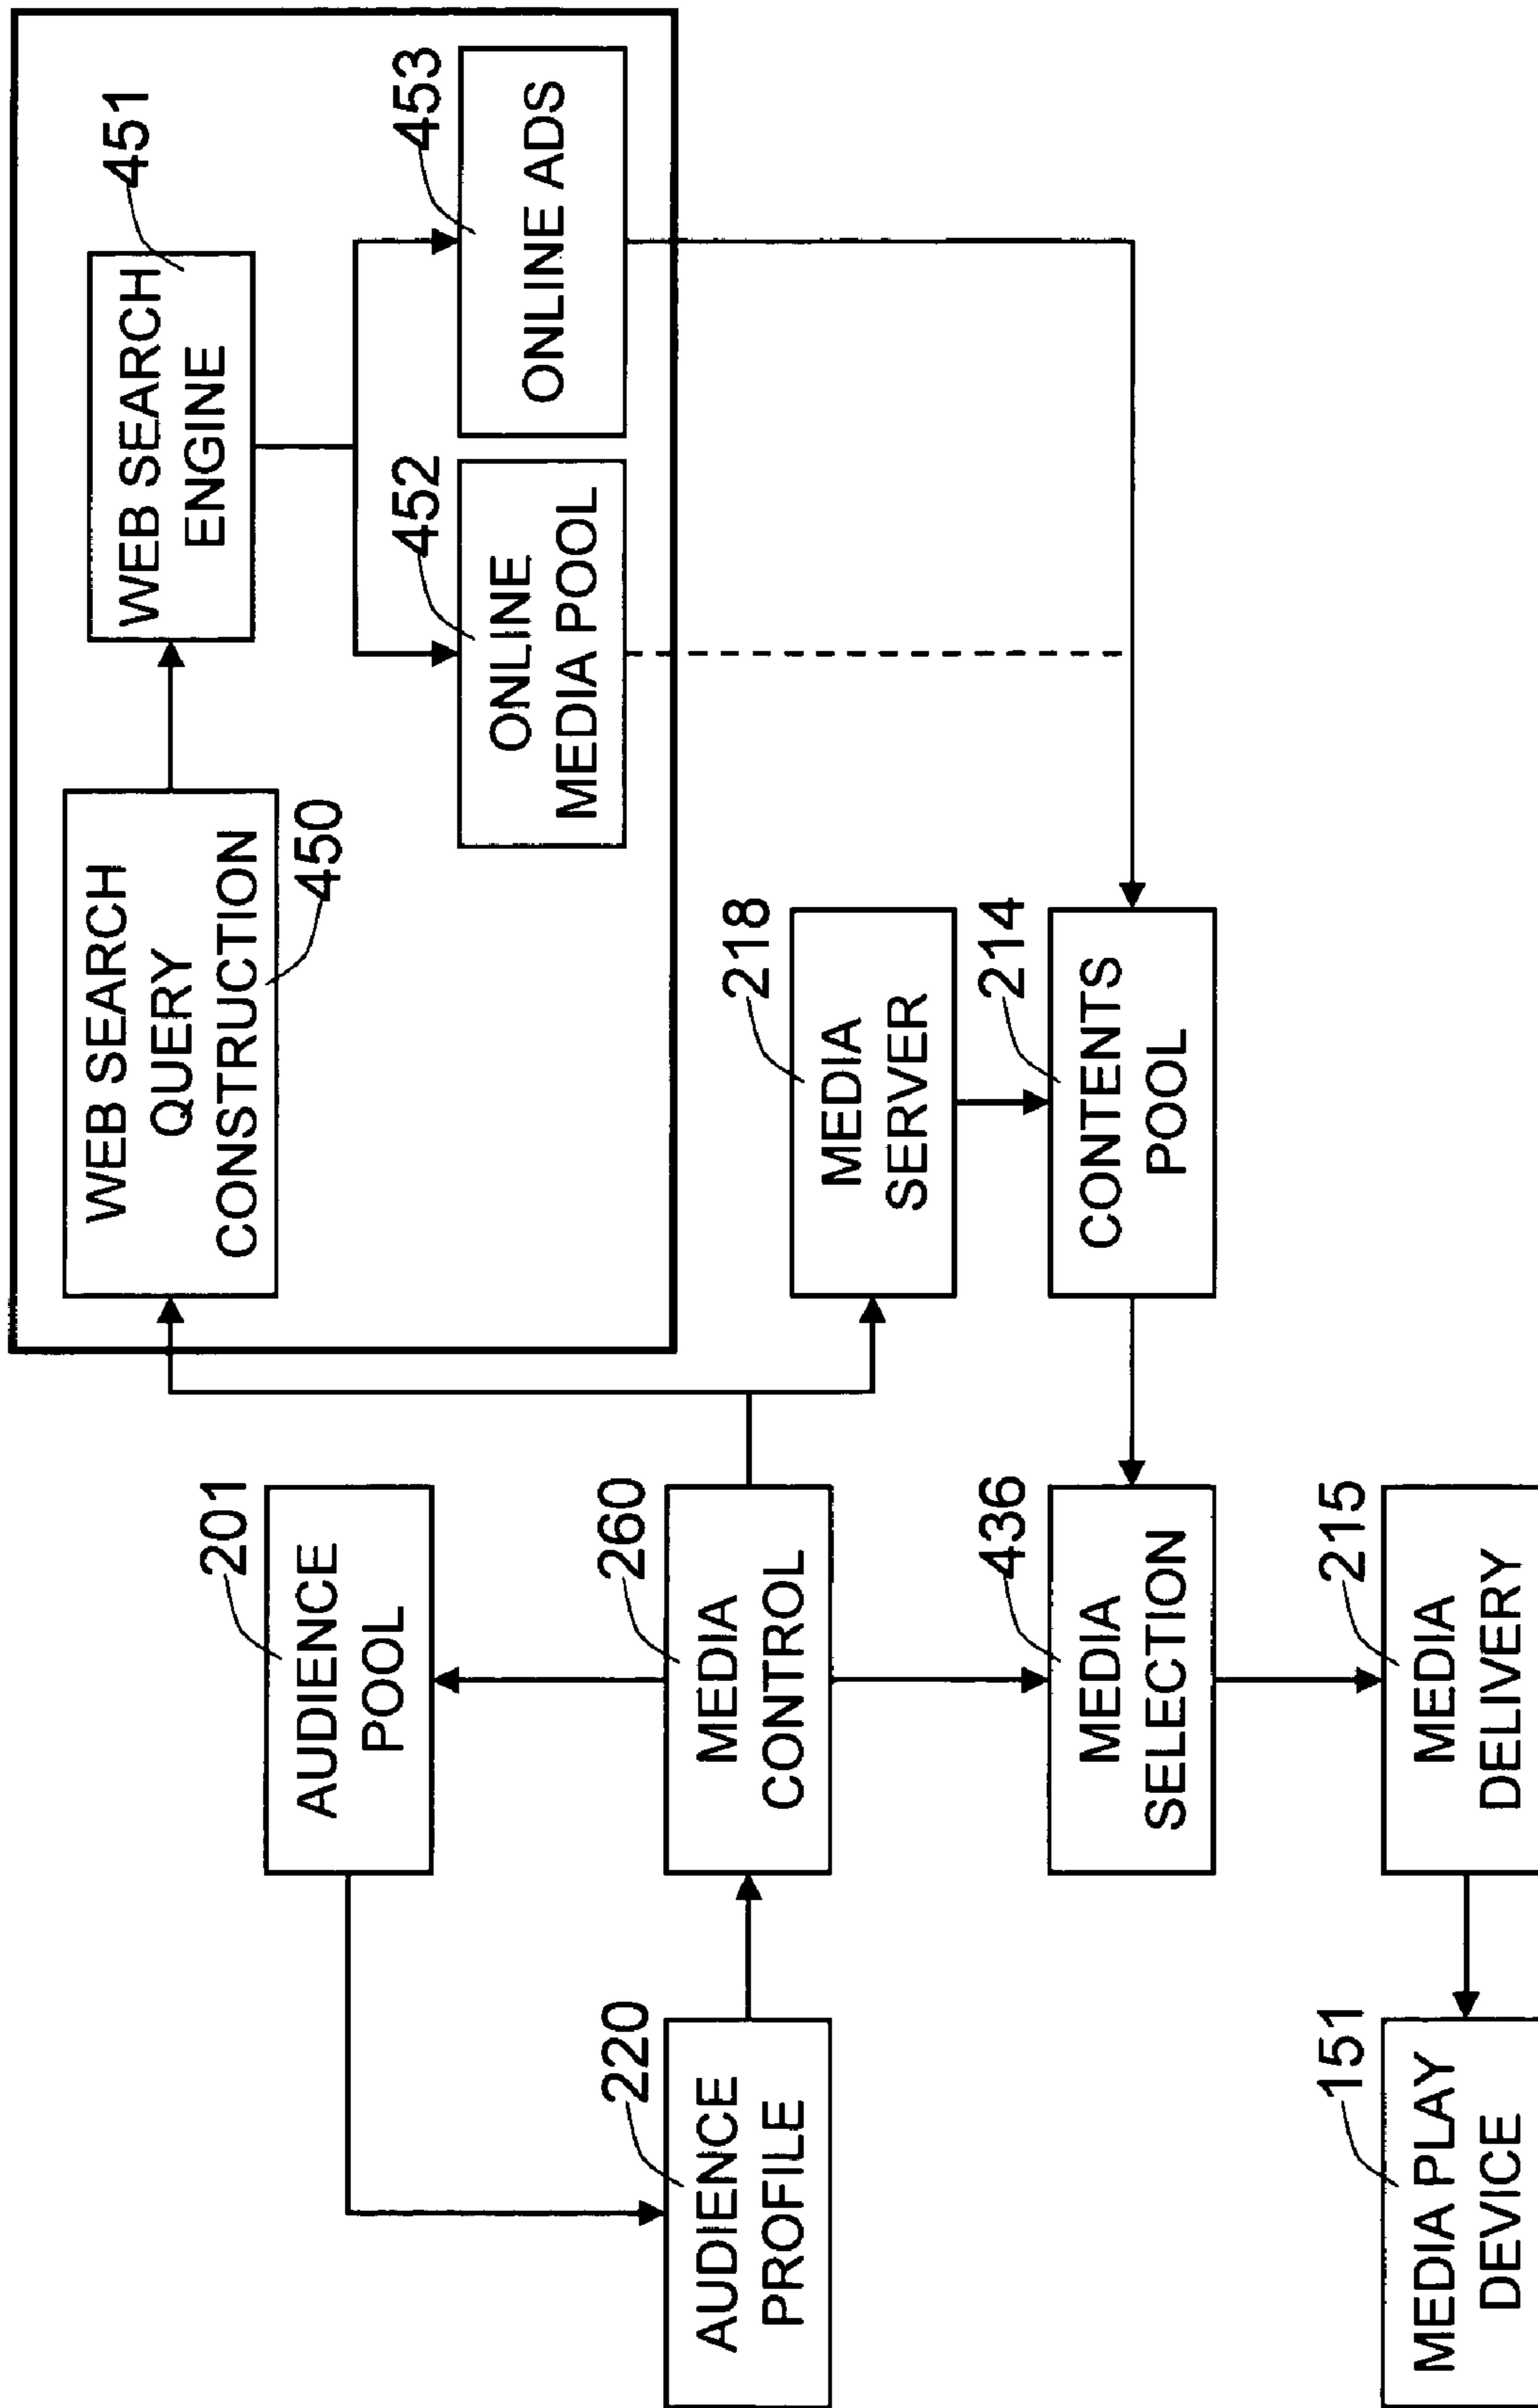 WEB SEARCH
QUERY
CONSTRUCTION
450
WEB SEARCH
ENGINE
451
ONLINE
MEDIA POOL
452
ONLINE ADS
453
AUDIENCE
POOL
201
AUDIENCE
PROFILE
220
MEDIA
CONTROL
260
MEDIA
SERVER
218
MEDIA
SELECTION
436
CONTENTS
POOL
214
MEDIA PLAY
DEVICE
151
MEDIA
DELIVERY
215